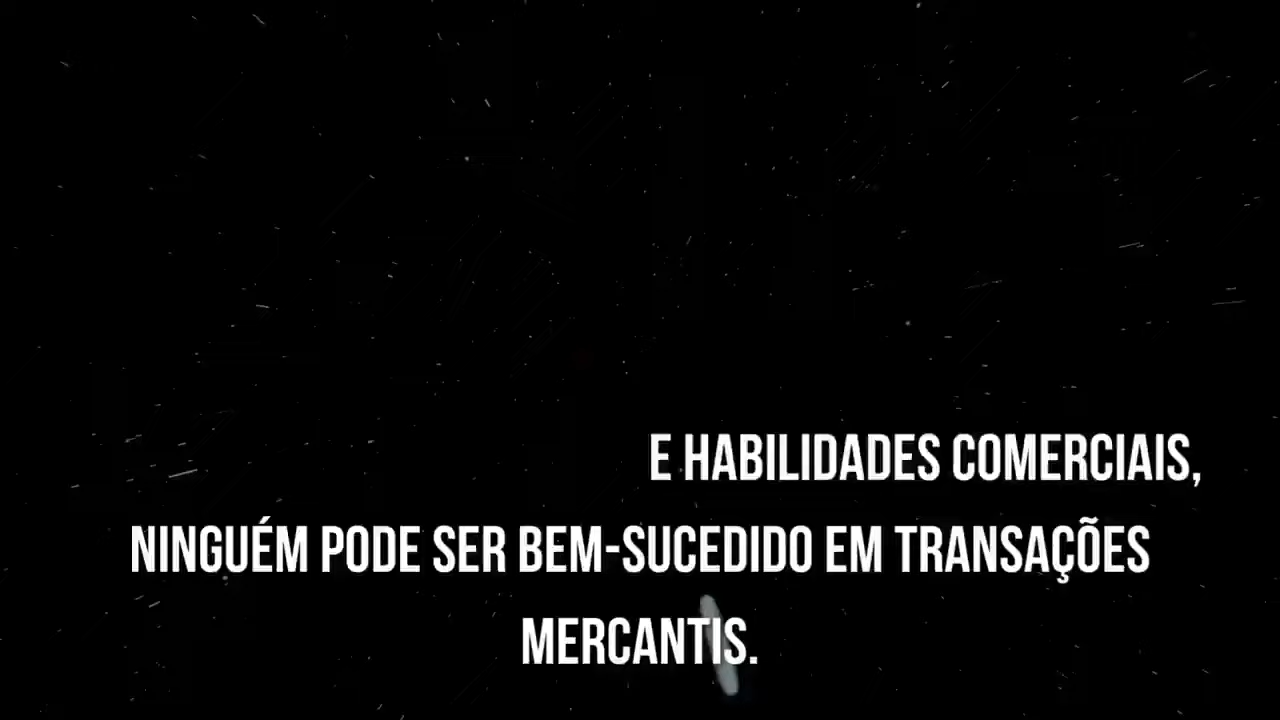 E HABILIDADES COMERCIAIS,
NINGUÉM PODE SER BEM-SUCEDIDO EM TRANSAÇÕES
MERCANTIS.